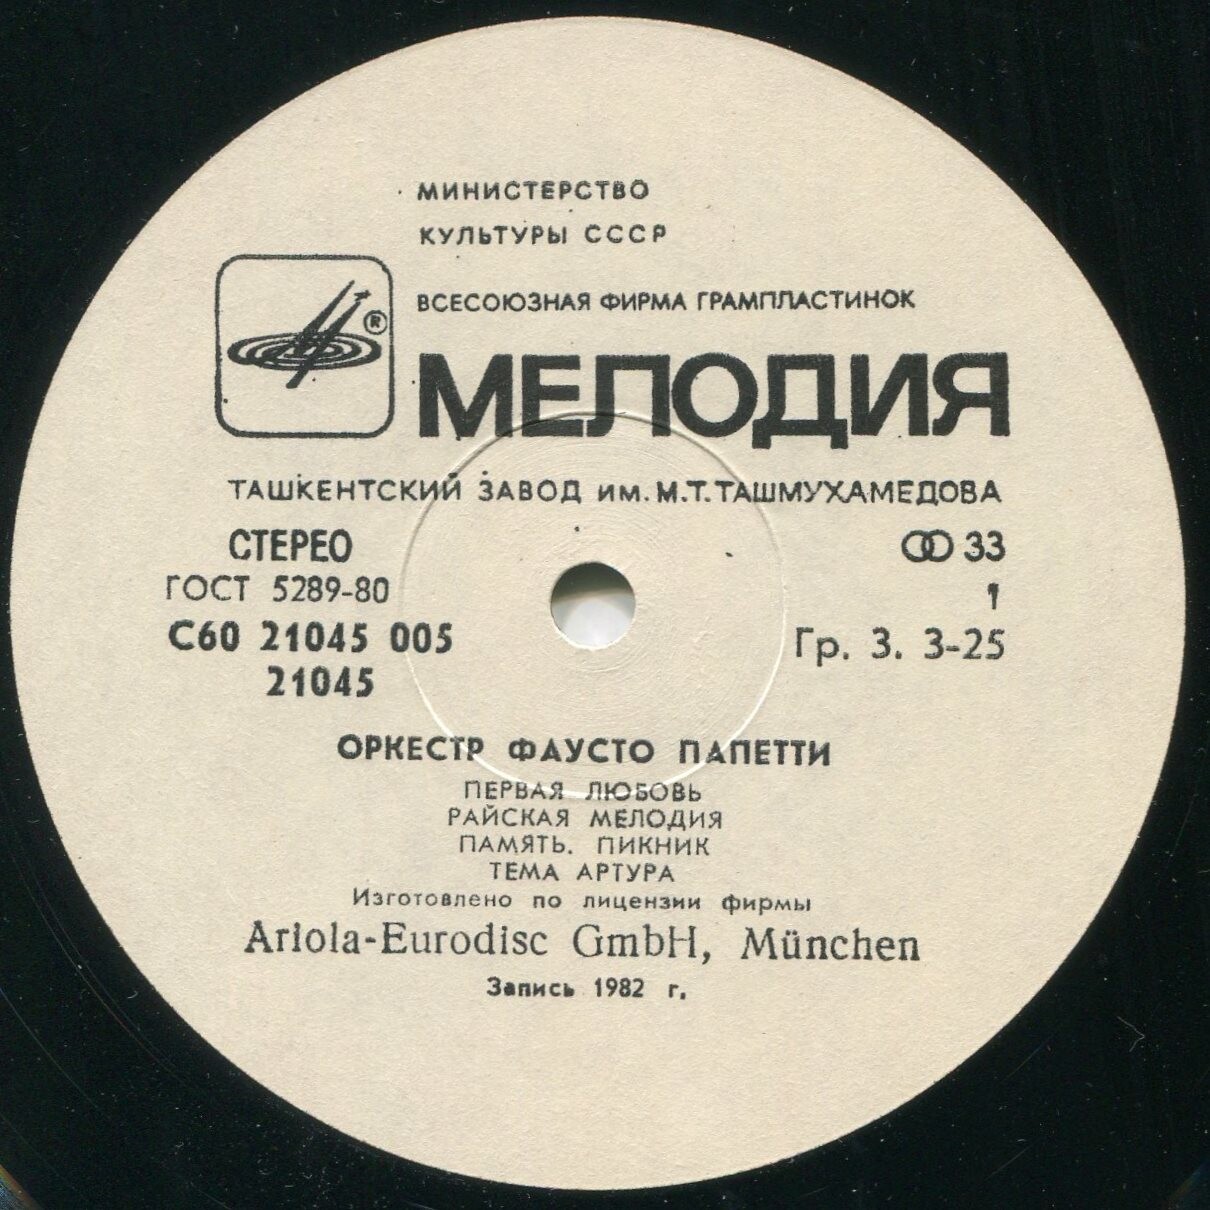 МИНИСТЕРСТВО
КУЛЬТУРЫ СССР
ВСЕСОЮЗНАЯ ФИРМА ГРАМПЛАСТИНОК
®
МЕЛОДИЯ
ТАШКЕНТСКИЙ ЗАВОД ИМ. М.Т. ТАШМУХАМЕДОВА
СТЕРЕО 33
ГОСТ 5289-80 1
С60 21045 005 Гр. 3. 3-25
21045
ОРКЕСТР ФАУСТО ПАПЕТТИ
ПЕРВАЯ ЛЮБОВЬ
РАЙСКАЯ МЕЛОДИЯ
ПАМЯТЬ. ПИКНИК
ТЕМА АРТУРА
Изготовлено по лицензии фирмы
Ariola-Eurodisc GmbH, München
Запись 1982 г.